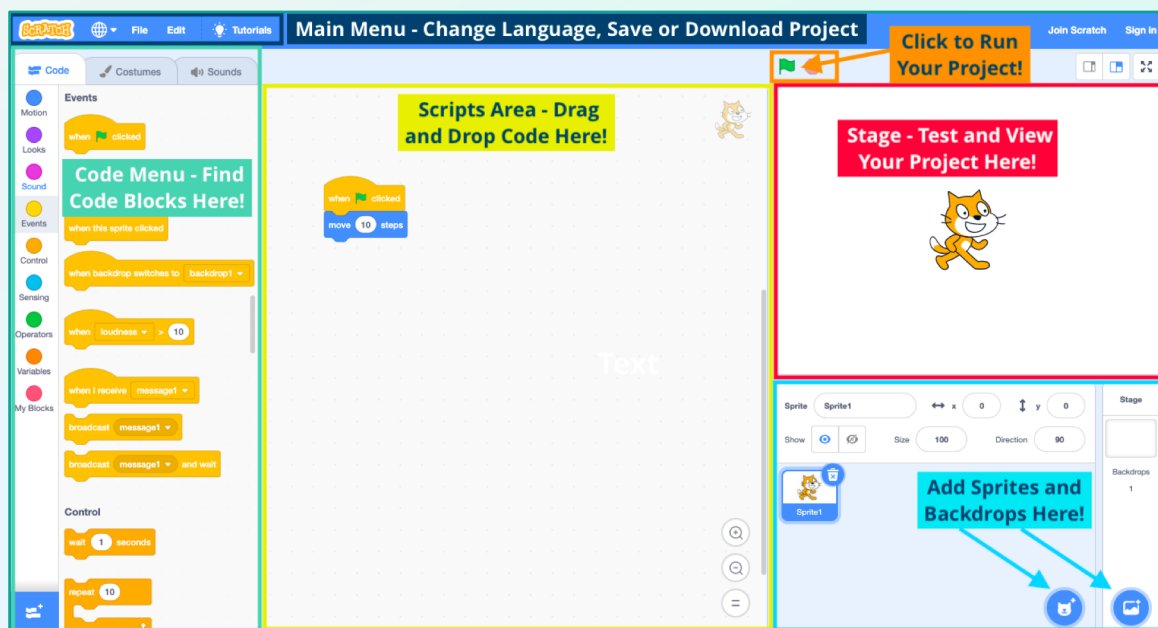 SCRATCH File Edit Tutorials
Main Menu - Change Language, Save or Download Project
Join Scratch Sign in
Click to Run
Your Project!
Code Costumes Sounds
Motion
Looks
Sound
Events
Control
Sensing
Operators
Variables
My Blocks
Events
when clicked
Code Menu - Find
Code Blocks Here!
when this sprite clicked
when backdrop switches to backdrop1
when loudness > 10
when I receive message1
broadcast message1
broadcast message1 and wait
Control
wait 1 seconds
repeat 10
Scripts Area - Drag
and Drop Code Here!
when clicked
move 10 steps
Text
Stage - Test and View
Your Project Here!
Sprite Sprite1 x 0 y 0
Show Size 100 Direction 90
Sprite1
Stage
Backdrops
1
Add Sprites and
Backdrops Here!